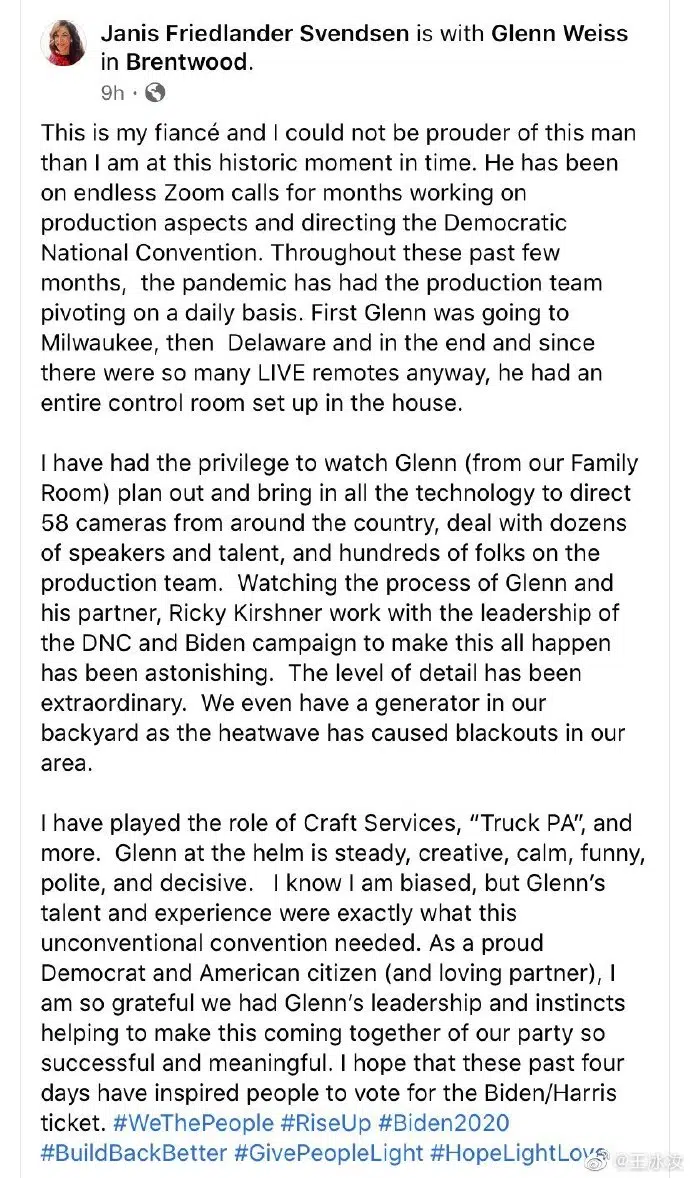 Janis Friedlander Svendsen is with Glenn Weiss
in Brentwood.
9h ·
This is my fiancé and I could not be prouder of this man
than I am at this historic moment in time. He has been
on endless Zoom calls for months working on
production aspects and directing the Democratic
National Convention. Throughout these past few
months,  the pandemic has had the production team
pivoting on a daily basis. First Glenn was going to
Milwaukee, then  Delaware and in the end and since
there were so many LIVE remotes anyway, he had an
entire control room set up in the house.
I have had the privilege to watch Glenn (from our Family
Room) plan out and bring in all the technology to direct
58 cameras from around the country, deal with dozens
of speakers and talent, and hundreds of folks on the
production team.  Watching the process of Glenn and
his partner, Ricky Kirshner work with the leadership of
the DNC and Biden campaign to make this all happen
has been astonishing.  The level of detail has been
extraordinary.  We even have a generator in our
backyard as the heatwave has caused blackouts in our
area.
I have played the role of Craft Services, “Truck PA”, and
more.  Glenn at the helm is steady, creative, calm, funny,
polite, and decisive.   I know I am biased, but Glenn’s
talent and experience were exactly what this
unconventional convention needed. As a proud
Democrat and American citizen (and loving partner), I
am so grateful we had Glenn’s leadership and instincts
helping to make this coming together of our party so
successful and meaningful. I hope that these past four
days have inspired people to vote for the Biden/Harris
ticket. #WeThePeople #RiseUp #Biden2020
#BuildBackBetter #GivePeopleLight #HopeLightLove
@王冰汝